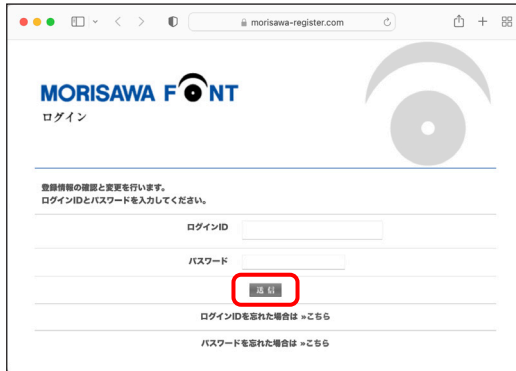 morisawa-register.com
MORISAWA FONT
ログイン
登録情報の確認と変更を行います。
ログインIDとパスワードを入力してください。
ログインID
パスワード
送信
ログインIDを忘れた場合は »こちら
パスワードを忘れた場合は »こちら